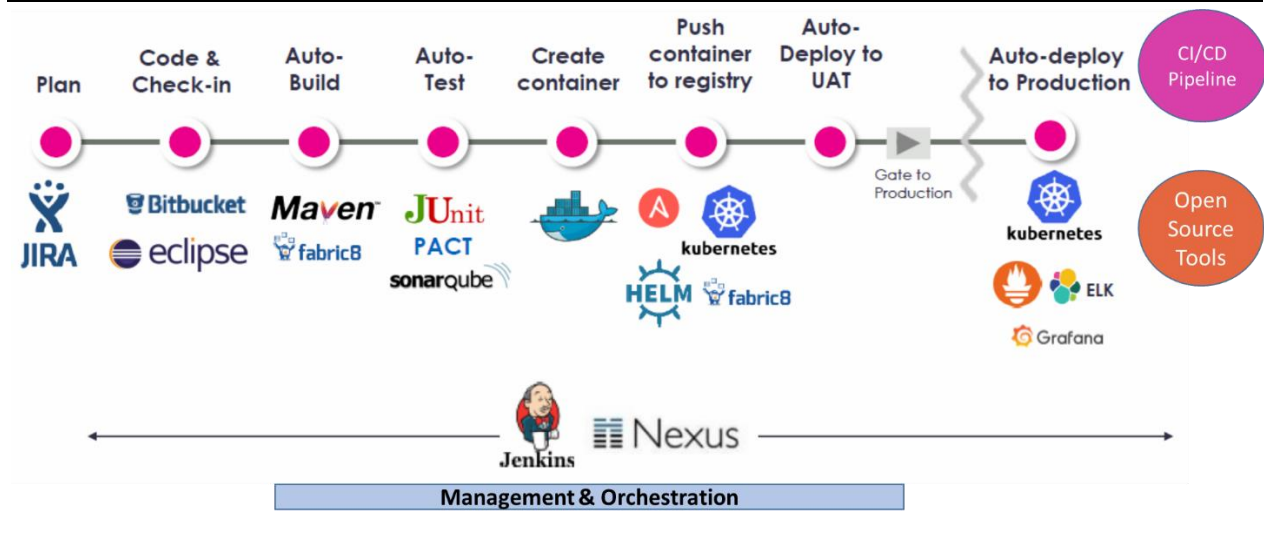 Plan
Code &
Check-in
Auto-
Build
Auto-
Test
Create
container
Push
container
to registry
Auto-
Deploy to
UAT
Auto-deploy
to Production
CI/CD
Pipeline
Gate to
Production
JIRA
Bitbucket
eclipse
Maven™
fabric8
JUnit
PACT
sonarqube
A
kubernetes
HELM
fabric8
kubernetes
ELK
Grafana
Open
Source
Tools
Jenkins
Nexus
Management & Orchestration